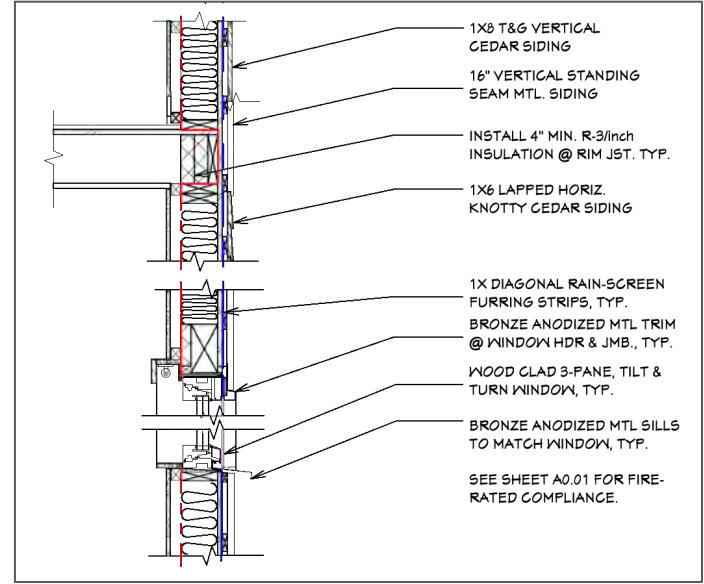 1X8 T&G VERTICAL
CEDAR SIDING
16" VERTICAL STANDING
SEAM MTL. SIDING
INSTALL 4" MIN. R-3/inch
INSULATION @ RIM JST. TYP.
1X6 LAPPED HORIZ.
KNOTTY CEDAR SIDING
1X DIAGONAL RAIN-SCREEN
FURRING STRIPS, TYP.
BRONZE ANODIZED MTL TRIM
@ WINDOW HDR & JMB., TYP.
WOOD CLAD 3-PANE, TILT &
TURN WINDOW, TYP.
BRONZE ANODIZED MTL SILLS
TO MATCH WINDOW, TYP.
SEE SHEET A0.01 FOR FIRE-
RATED COMPLIANCE.